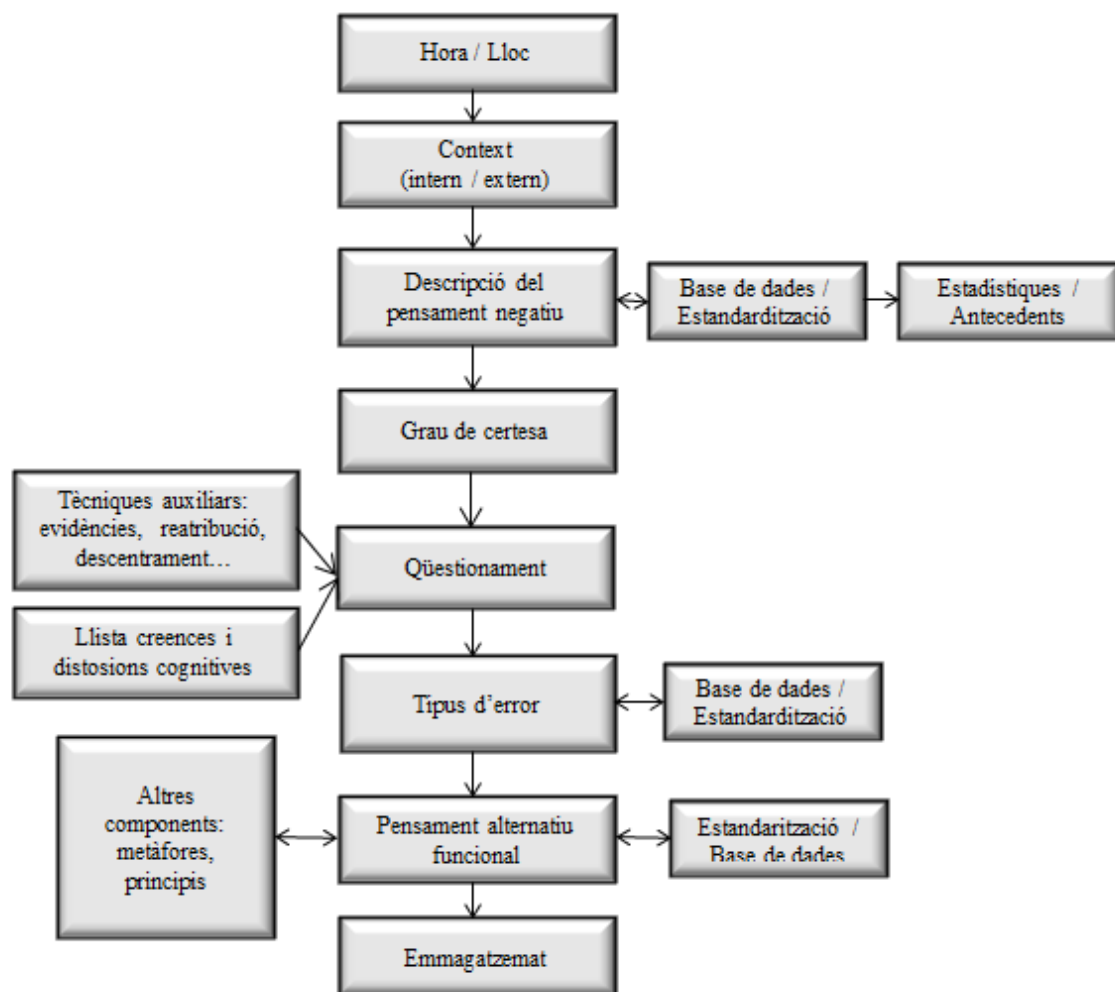 Hora / Lloc
Context
(intern / extern)
Descripció del
pensament negatiu
Base de dades /
Estandardització
Estadistiques /
Antecedents
Grau de certesa
Tècniques auxiliars:
evidències, reatribució,
descentrament...
Qüestionament
Llista creences i
distosions cognitives
Tipus d'error
Base de dades /
Estandardització
Altres
components:
metàfores,
principis
Pensament alternatiu
funcional
Estandarització /
Base de dades
Emmagatzemat